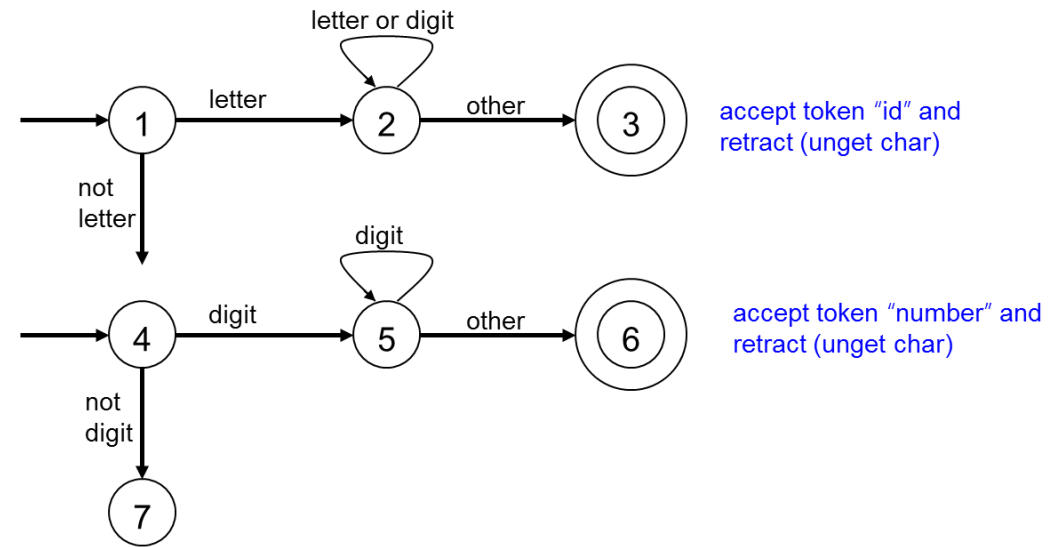 letter or digit
letter
other
1
2
3
accept token “id” and
retract (unget char)
not
letter
digit
digit
other
4
5
6
accept token “number” and
retract (unget char)
not
digit
7